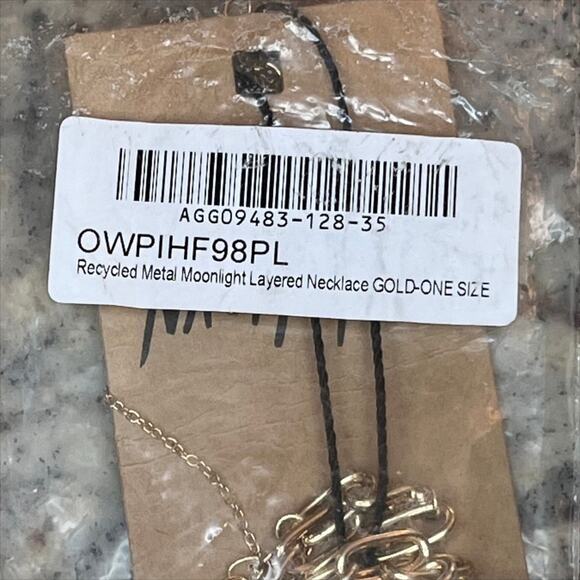 AGG09483-128-35
OWPIHF98PL
Recycled Metal Moonlight Layered Necklace GOLD-ONE SIZE